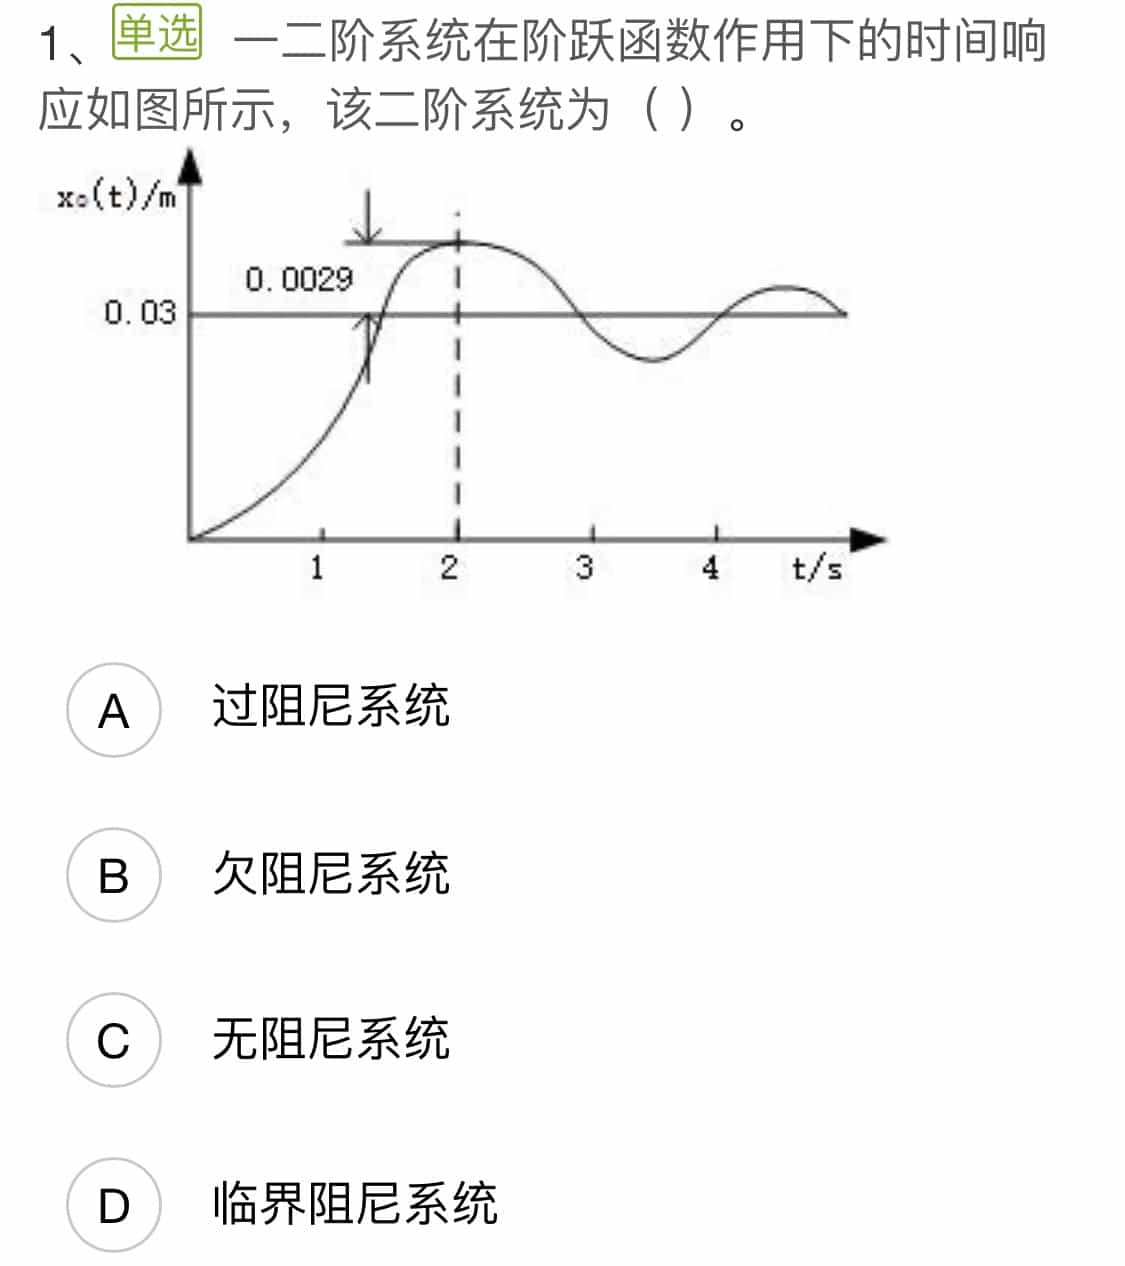 1、单选 一二阶系统在阶跃函数作用下的时间响
应如图所示，该二阶系统为（ ）。
x₀(t)/m
0.0029
0.03
1 2 3 4 t/s
A 过阻尼系统
B 欠阻尼系统
C 无阻尼系统
D 临界阻尼系统